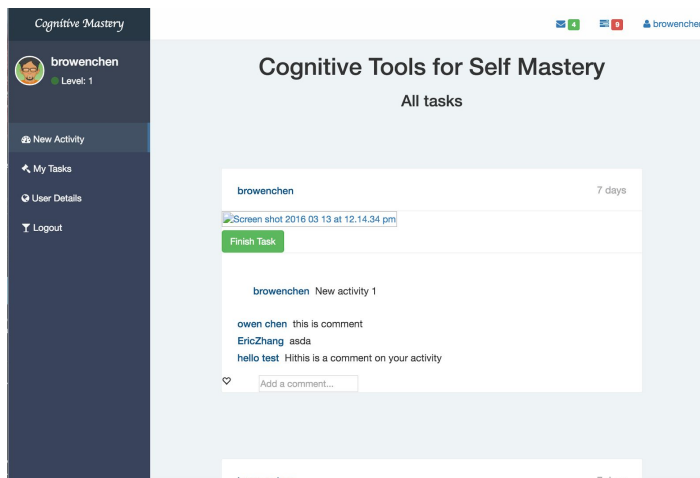 Cognitive Mastery
4
9
browenchen
browenchen
Level: 1
New Activity
My Tasks
User Details
Logout
Cognitive Tools for Self Mastery
All tasks
browenchen 7 days
Screen shot 2016 03 13 at 12.14.34 pm
Finish Task
browenchen New activity 1
owen chen this is comment
EricZhang asda
hello test Hithis is a comment on your activity
Add a comment...